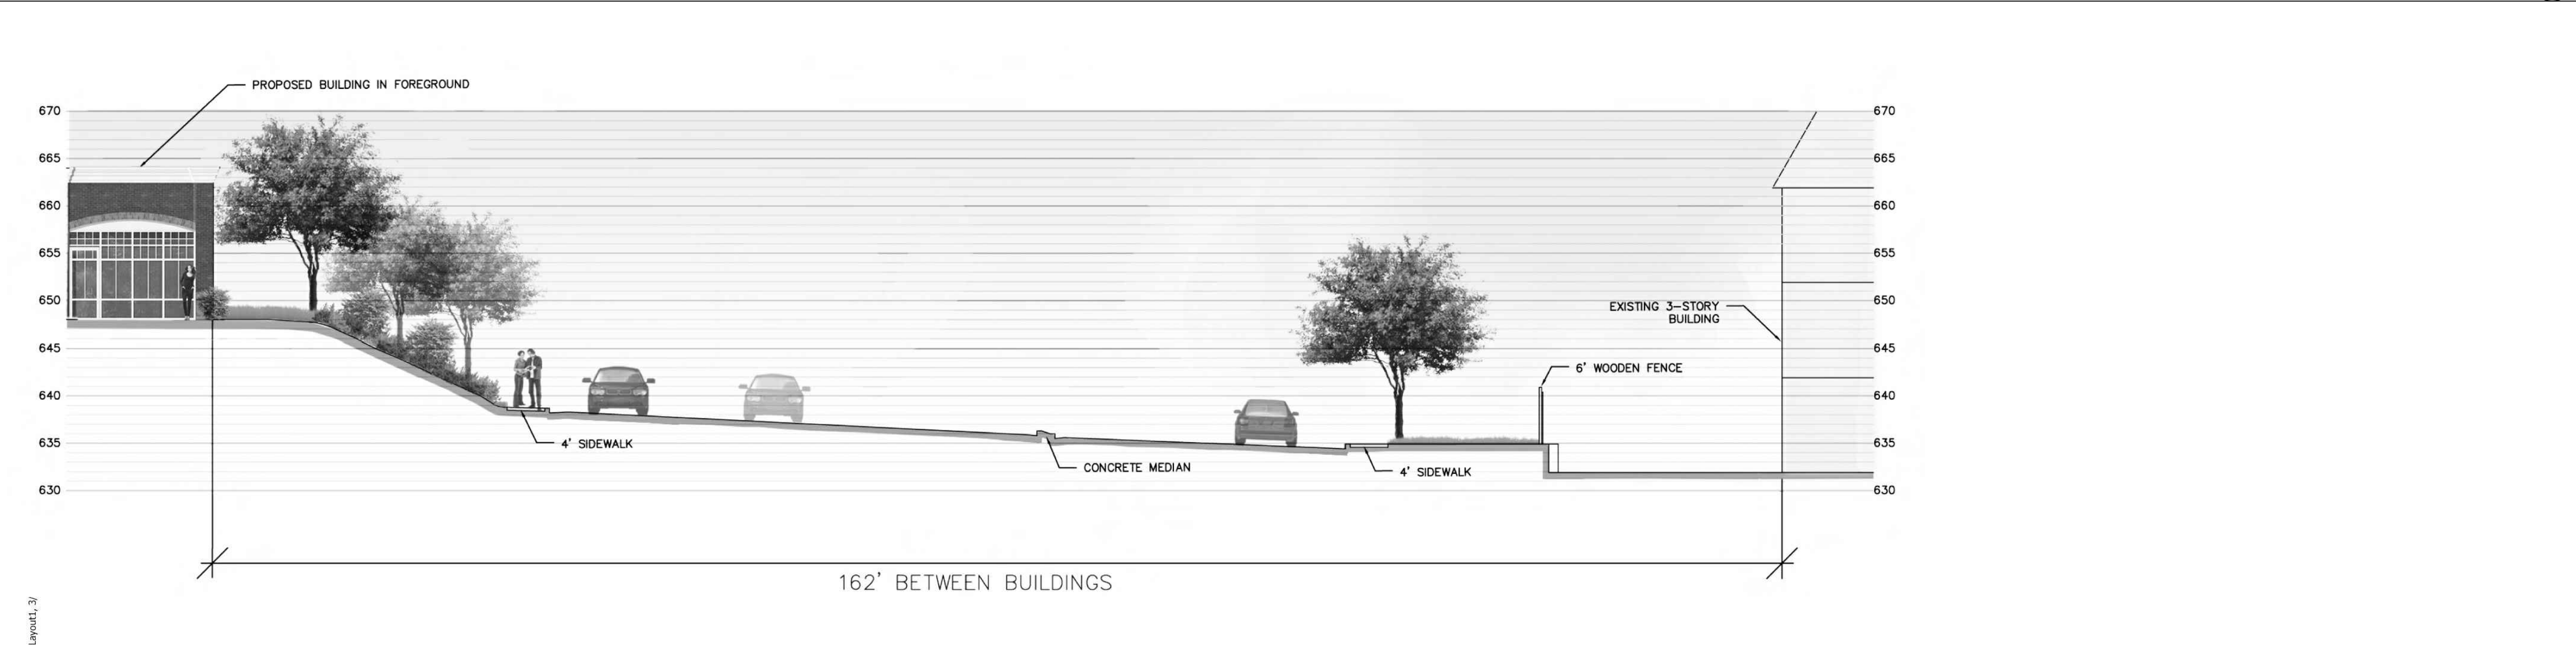 PROPOSED BUILDING IN FOREGROUND
670
670
665
665
660
660
655
655
650
650
EXISTING 3-STORY
BUILDING
645
645
6' WOODEN FENCE
640
640
4' SIDEWALK
635
635
CONCRETE MEDIAN
4' SIDEWALK
630
630
162' BETWEEN BUILDINGS
Layout1, 3/